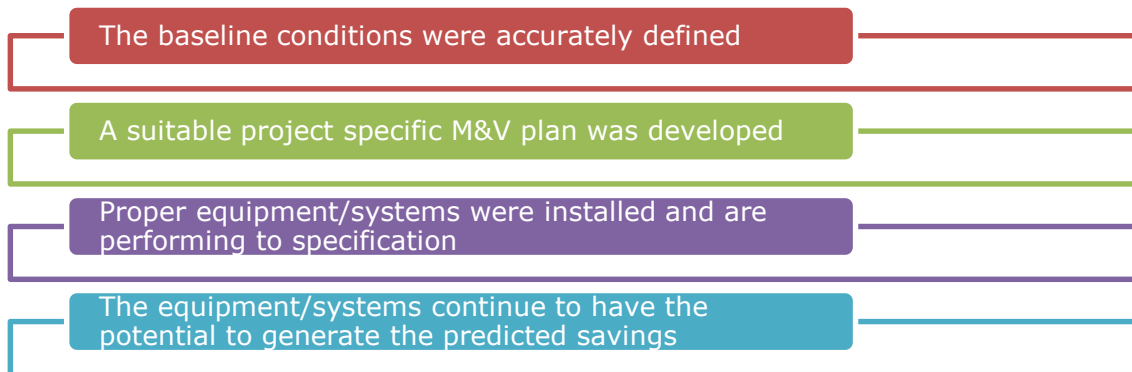 The baseline conditions were accurately defined
A suitable project specific M&V plan was developed
Proper equipment/systems were installed and are
performing to specification
The equipment/systems continue to have the
potential to generate the predicted savings